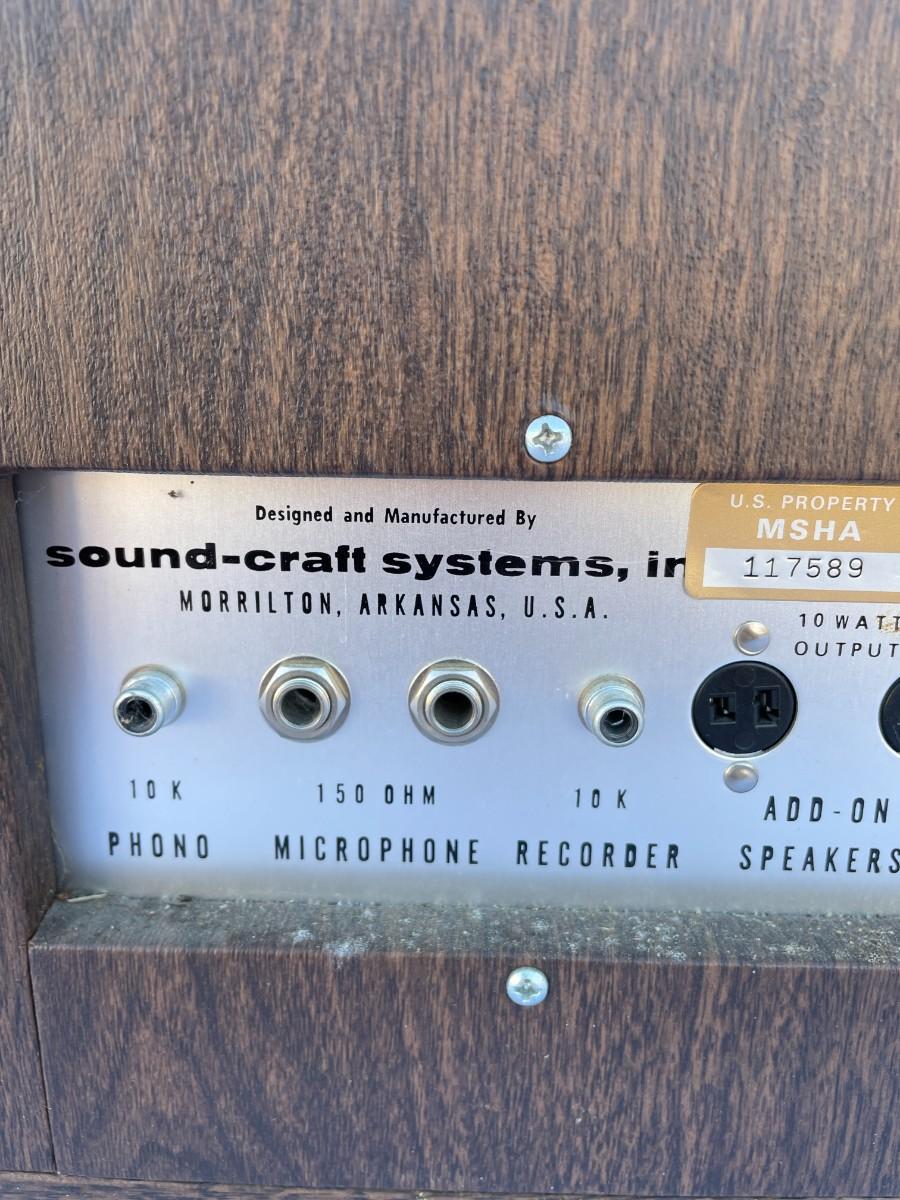 Designed and Manufactured By
sound-craft systems, in
MORRILTON, ARKANSAS, U.S.A.
U.S. PROPERTY
MSHA
117589
10 WATT
OUTPUT
10 K
150 OHM
10 K
ADD-ON
PHONO
MICROPHONE
RECORDER
SPEAKERS